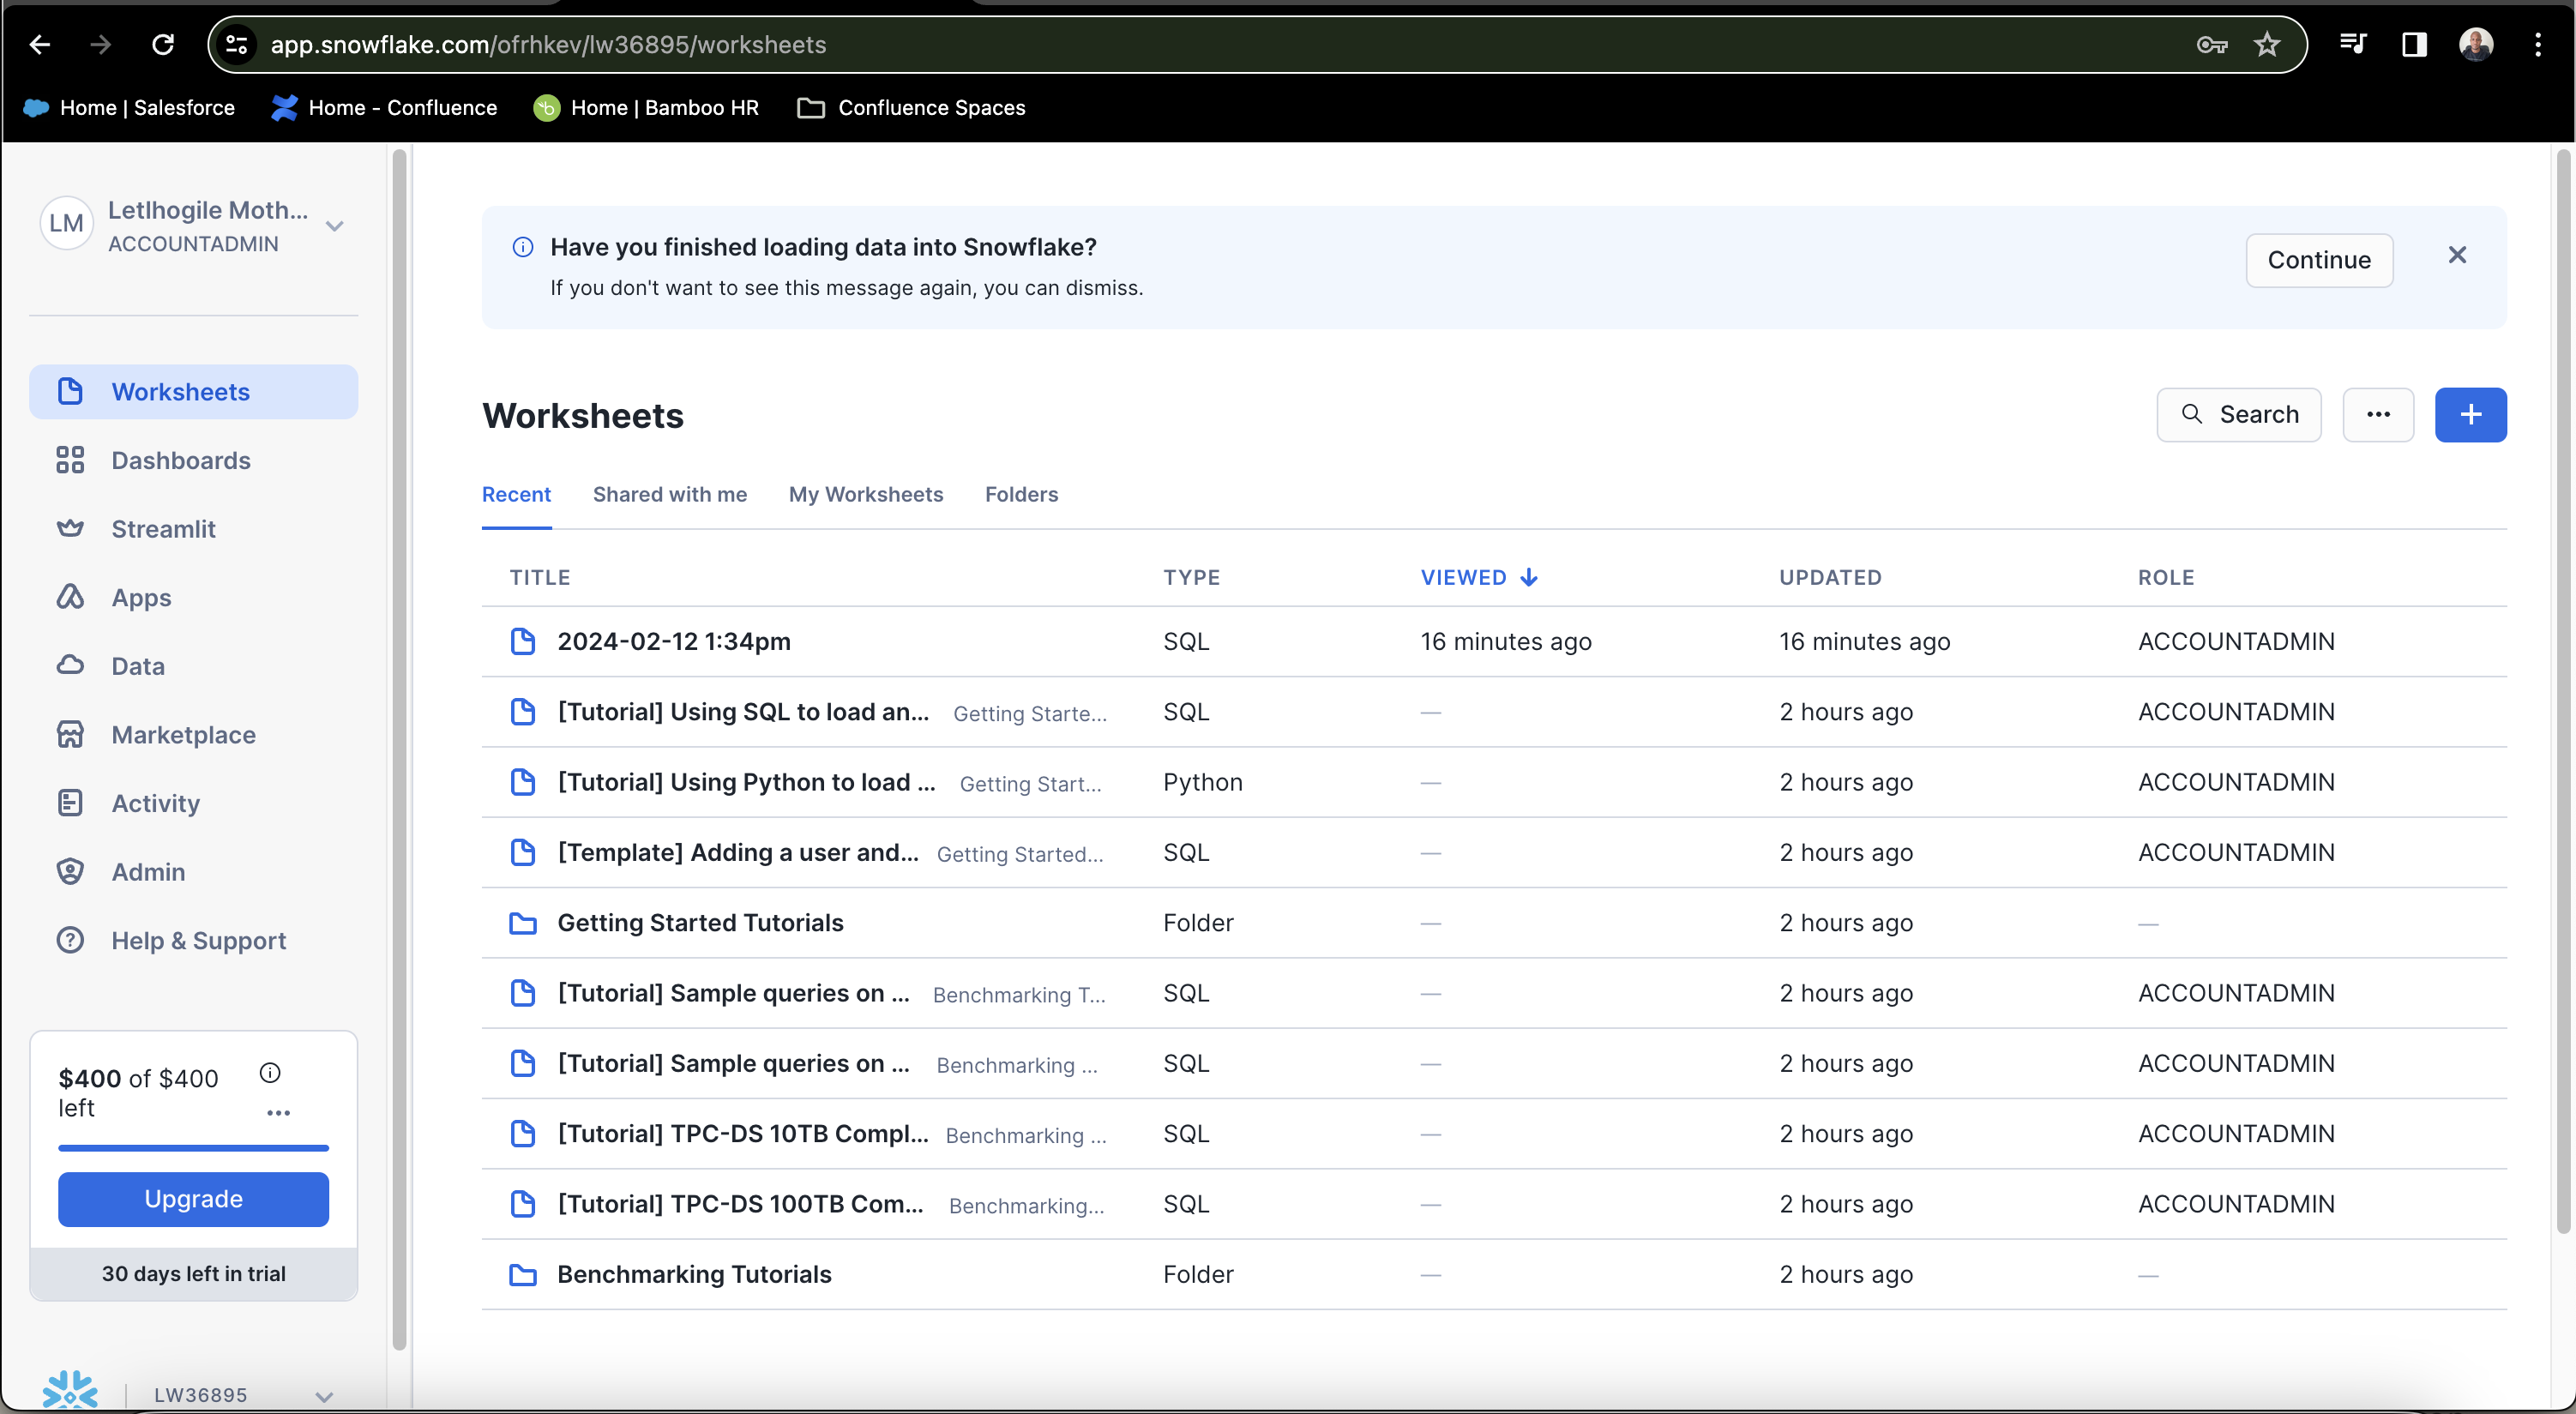 app.snowflake.com/ofrhkev/lw36895/worksheets
Home | Salesforce
Home - Confluence
Home | Bamboo HR
Confluence Spaces
LM
Letlhogile Moth...
ACCOUNTADMIN
Worksheets
Dashboards
Streamlit
Apps
Data
Marketplace
Activity
Admin
Help & Support
$400 of $400
left
Upgrade
30 days left in trial
LW36895
Have you finished loading data into Snowflake?
If you don't want to see this message again, you can dismiss.
Continue
Worksheets
Search
Recent Shared with me My Worksheets Folders
TITLE TYPE VIEWED UPDATED ROLE
2024-02-12 1:34pm SQL 16 minutes ago 16 minutes ago ACCOUNTADMIN
[Tutorial] Using SQL to load an... Getting Starte... SQL — 2 hours ago ACCOUNTADMIN
[Tutorial] Using Python to load ... Getting Start... Python — 2 hours ago ACCOUNTADMIN
[Template] Adding a user and... Getting Started... SQL — 2 hours ago ACCOUNTADMIN
Getting Started Tutorials Folder — 2 hours ago —
[Tutorial] Sample queries on ... Benchmarking T... SQL — 2 hours ago ACCOUNTADMIN
[Tutorial] Sample queries on ... Benchmarking ... SQL — 2 hours ago ACCOUNTADMIN
[Tutorial] TPC-DS 10TB Compl... Benchmarking ... SQL — 2 hours ago ACCOUNTADMIN
[Tutorial] TPC-DS 100TB Com... Benchmarking... SQL — 2 hours ago ACCOUNTADMIN
Benchmarking Tutorials Folder — 2 hours ago —